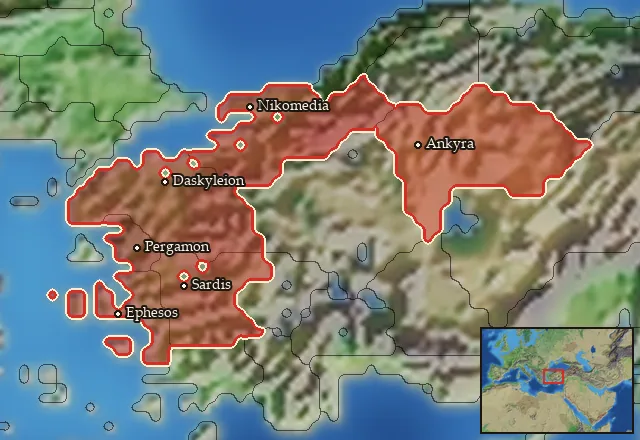 Nikomedia
Ankyra
Daskyleion
Pergamon
Sardis
Ephesos